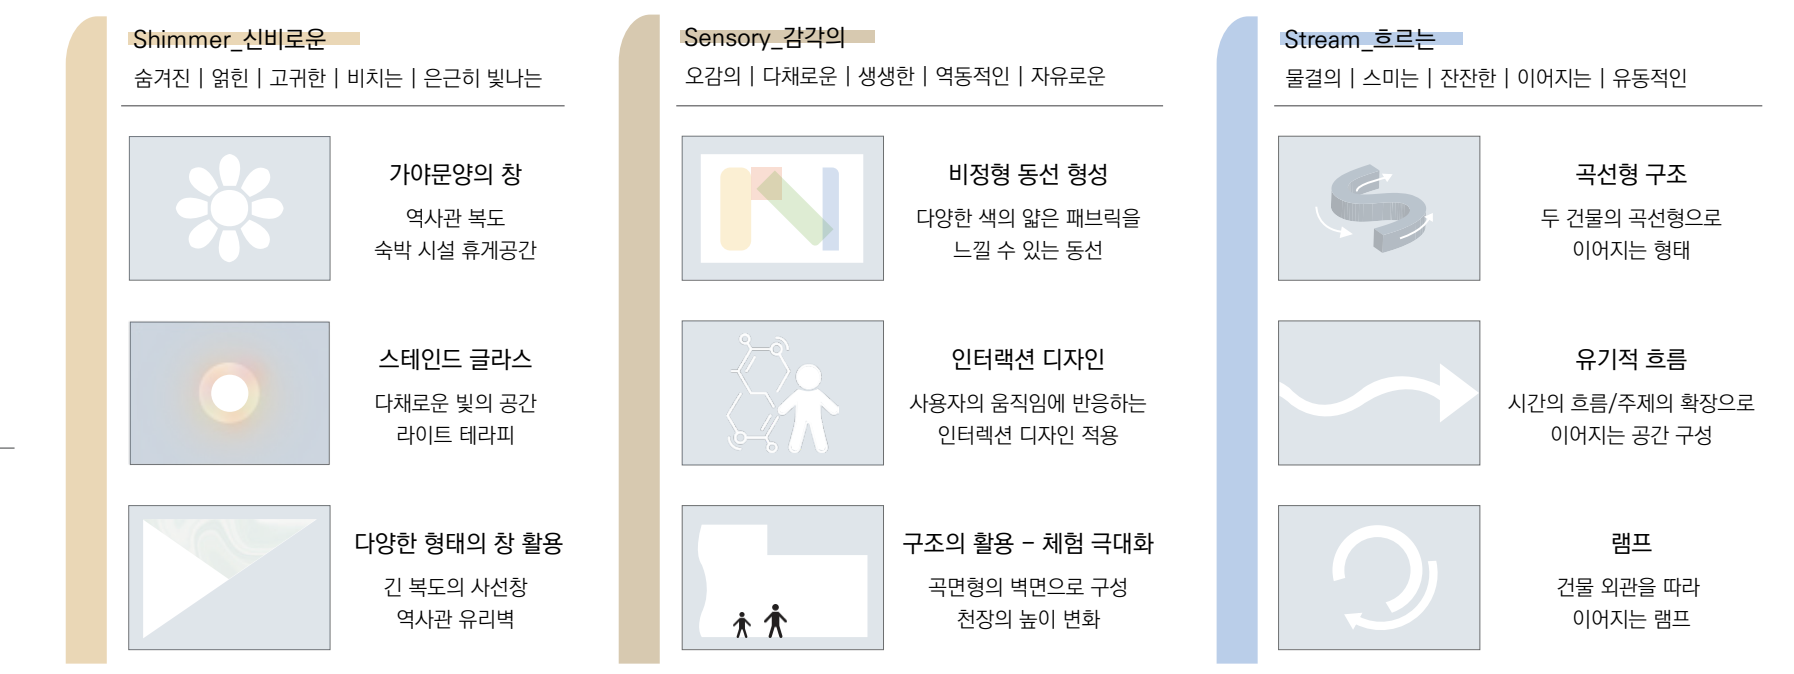 Shimmer_신비로운
숨겨진 | 얽힌 | 고귀한 | 비치는 | 은근히 빛나는
가야문양의 창
역사관 복도
숙박 시설 휴게공간
스테인드 글라스
다채로운 빛의 공간
라이트 테라피
다양한 형태의 창 활용
긴 복도의 사선창
역사관 유리벽
Sensory_감각의
오감의 | 다채로운 | 생생한 | 역동적인 | 자유로운
비정형 동선 형성
다양한 색의 얇은 패브릭을
느낄 수 있는 동선
인터랙션 디자인
사용자의 움직임에 반응하는
인터렉션 디자인 적용
구조의 활용 – 체험 극대화
곡면형의 벽면으로 구성
천장의 높이 변화
Stream_흐르는
물결의 | 스미는 | 잔잔한 | 이어지는 | 유동적인
곡선형 구조
두 건물의 곡선형으로
이어지는 형태
유기적 흐름
시간의 흐름/주제의 확장으로
이어지는 공간 구성
램프
건물 외관을 따라
이어지는 램프